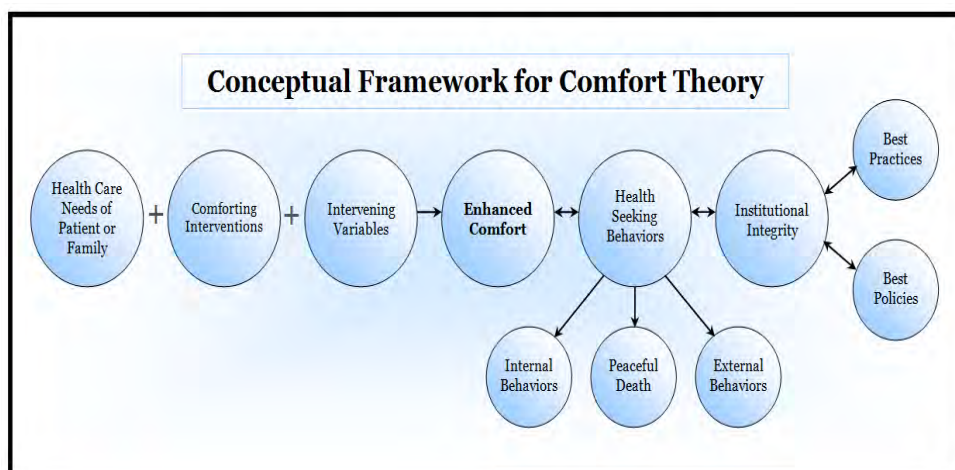 Conceptual Framework for Comfort Theory
Health Care
Needs of
Patient or
Family
+
Comforting
Interventions
+
Intervening
Variables
Enhanced
Comfort
Health
Seeking
Behaviors
Institutional
Integrity
Best
Practices
Best
Policies
Internal
Behaviors
Peaceful
Death
External
Behaviors